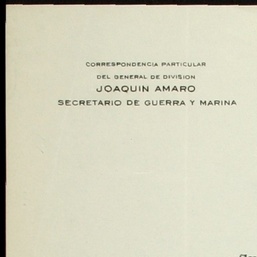 CORRESPONDENCIA PARTICULAR
DEL GENERAL DE DIVISION
JOAQUIN AMARO
SECRETARIO DE GUERRA Y MARINA